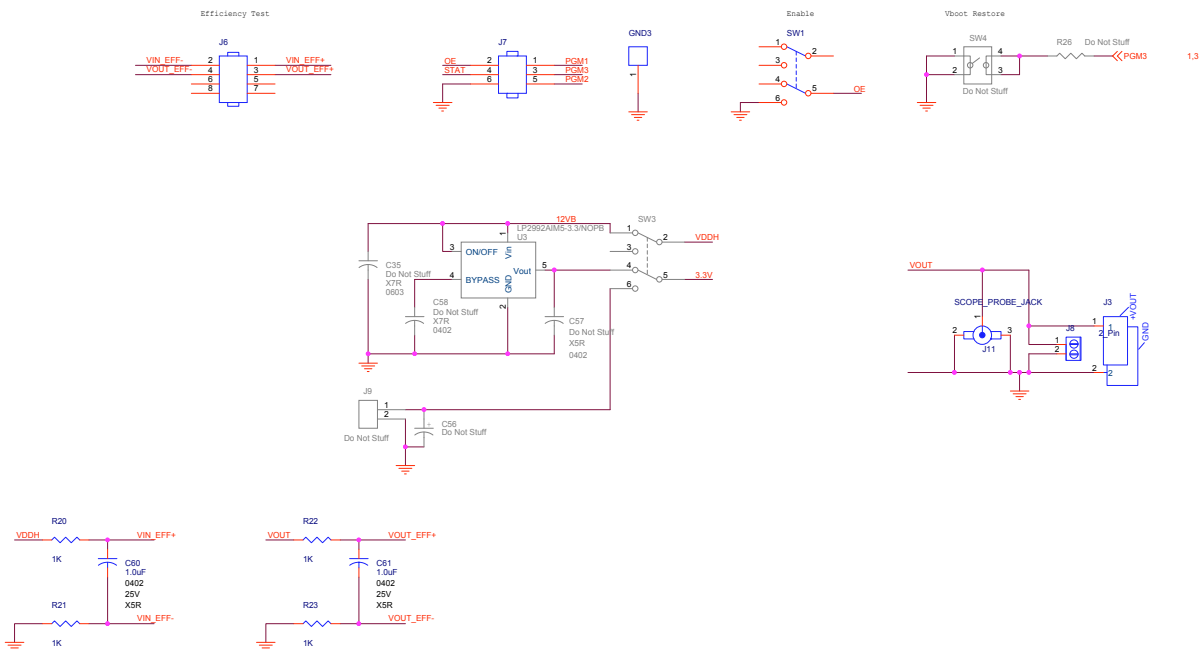 Efficiency Test
Enable
Vboot Restore
J6
VIN_EFF-
2
1
VIN_EFF+
VOUT_EFF-
4
3
VOUT_EFF+
6
5
8
7
J7
OE
2
1
PGM1
STAT
4
3
PGM3
6
5
PGM2
GND3
1
SW1
1
2
3
4
5
OE
6
SW4
1
4
2
3
Do Not Stuff
R26
Do Not Stuff
PGM3
1,3
12VB
LP2992AIM5-3.3/NOPB
U3
1
3
ON/OFF
Vin
4
BYPASS
Vout
5
GND
2
C35
Do Not Stuff
X7R
0603
C58
Do Not Stuff
X7R
0402
C57
Do Not Stuff
X5R
0402
SW3
1
2
VDDH
3
4
5
3.3V
6
J9
1
2
Do Not Stuff
+
C56
Do Not Stuff
VOUT
SCOPE_PROBE_JACK
1
2
3
J11
J8
1
2
J3
+VOUT
1
1
2_Pin
GND
2
2
R20
VDDH
VIN_EFF+
1K
C60
1.0uF
0402
25V
X5R
R21
VIN_EFF-
1K
R22
VOUT
VOUT_EFF+
1K
C61
1.0uF
0402
25V
X5R
R23
VOUT_EFF-
1K